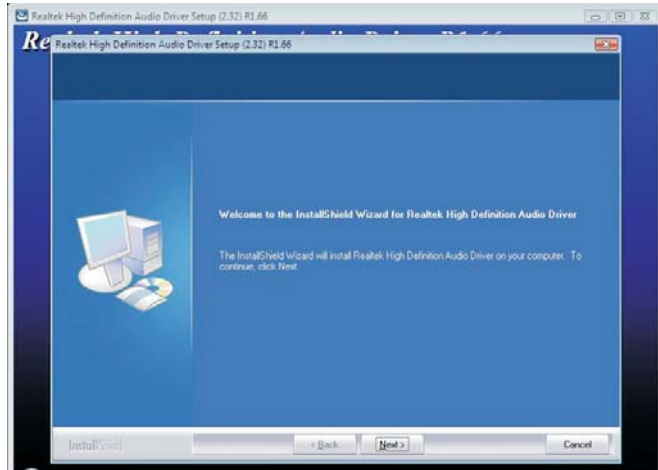 Realtek High Definition Audio Driver Setup (2.32) R1.66
Re
Realtek High Definition Audio Driver Setup (2.32) R1.66
Welcome to the InstallShield Wizard for Realtek High Definition Audio Driver
The InstallShield Wizard will install Realtek High Definition Audio Driver on your computer. To
continue, click Next.
InstallShield
< Back
Next >
Cancel